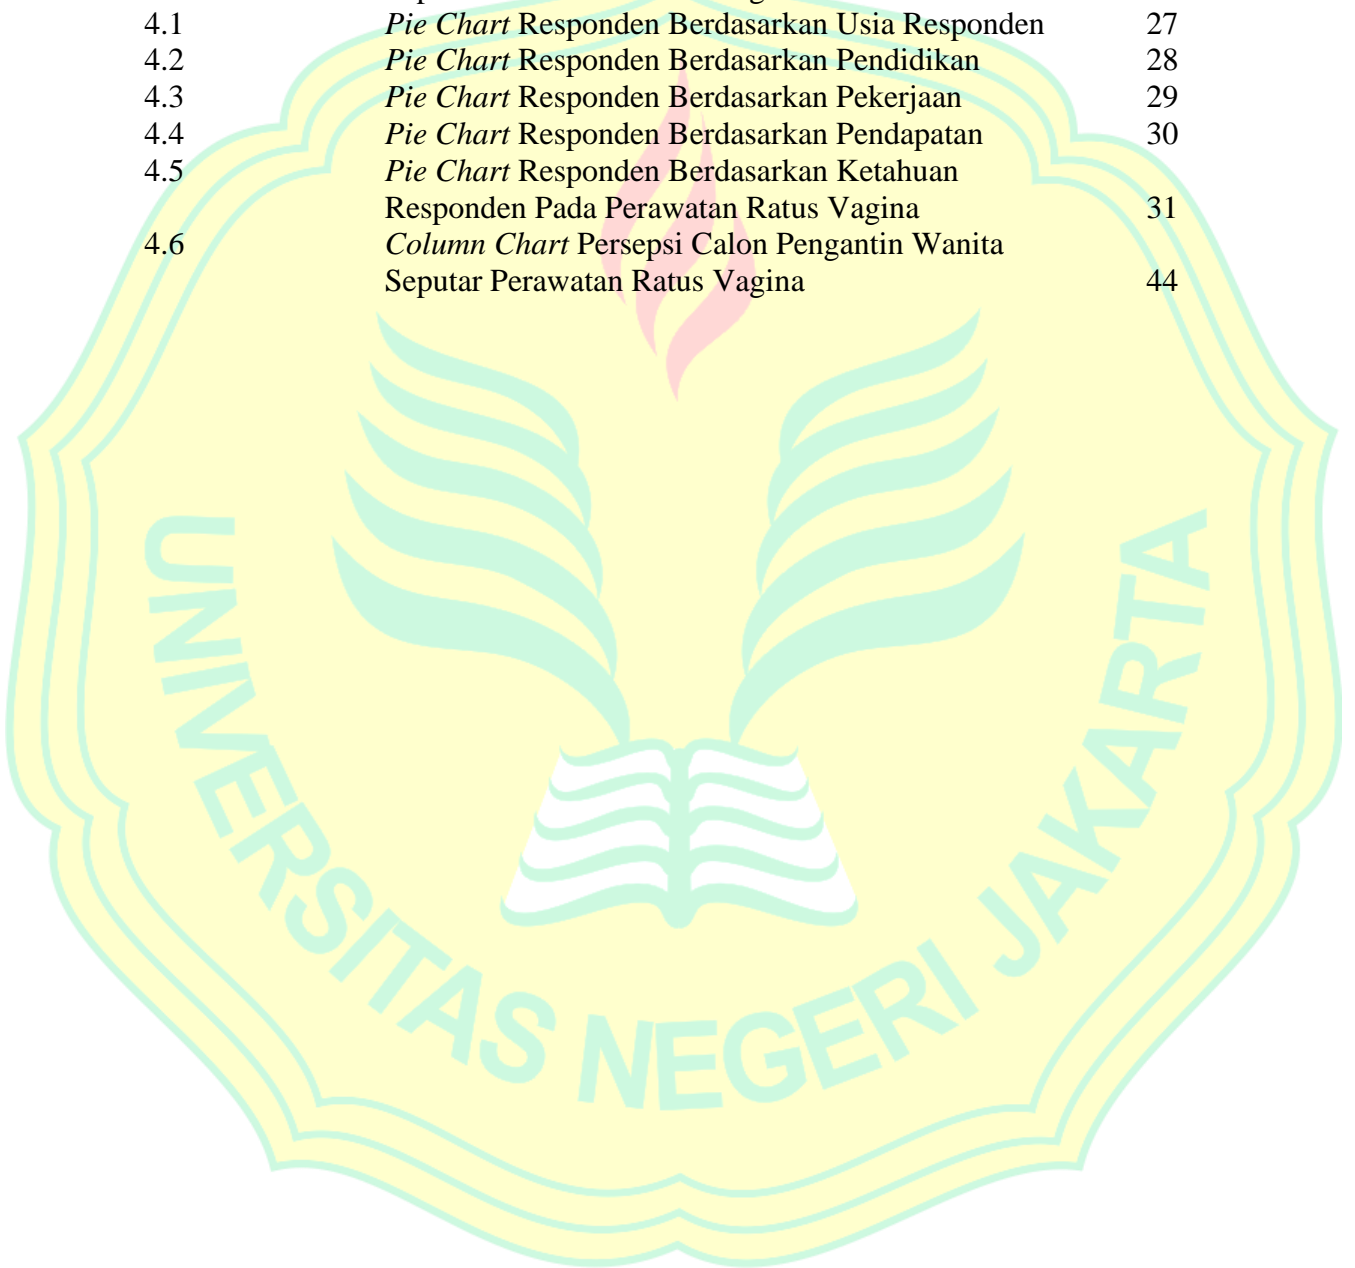 4.1 Pie Chart Responden Berdasarkan Usia Responden 27
4.2 Pie Chart Responden Berdasarkan Pendidikan 28
4.3 Pie Chart Responden Berdasarkan Pekerjaan 29
4.4 Pie Chart Responden Berdasarkan Pendapatan 30
4.5 Pie Chart Responden Berdasarkan Ketahuan
Responden Pada Perawatan Ratus Vagina 31
4.6 Column Chart Persepsi Calon Pengantin Wanita
Seputar Perawatan Ratus Vagina 44
UNIVERSITAS NEGERI JAKARTA